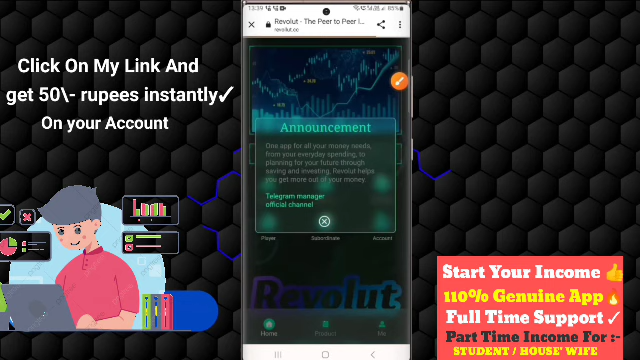 Click On My Link And
get 50\- rupees instantly✓
On your Account
13:39
85%
Revolut - The Peer to Peer I...
revoilut.cc
Announcement
One app for all your money needs,
from your everyday spending, to
planning for your future through
saving and investing. Revolut helps
you get more out of your money.
Telegram manager
official channel
Player
Subordinate
Account
Revolut
Home
Product
Me
Start Your Income 👍
110% Genuine App🔥
Full Time Support✓
Part Time Income For :-
STUDENT / HOUSE WIFE